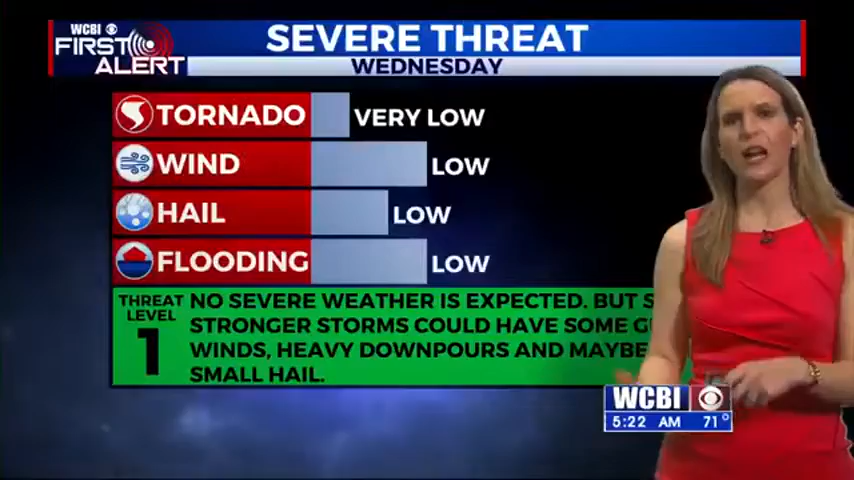 WCBI
FIRST
ALERT
SEVERE THREAT
WEDNESDAY
TORNADO VERY LOW
WIND LOW
HAIL LOW
FLOODING LOW
THREAT
LEVEL
1
NO SEVERE WEATHER IS EXPECTED. BUT
STRONGER STORMS COULD HAVE SOME
WINDS, HEAVY DOWNPOURS AND MAYBE
SMALL HAIL.
WCBI
5:22 AM 71°